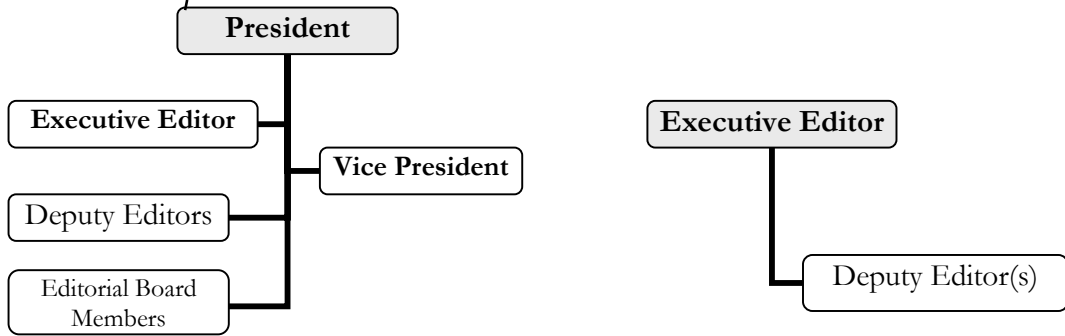 President
Executive Editor
Vice President
Deputy Editors
Editorial Board
Members
Executive Editor
Deputy Editor(s)